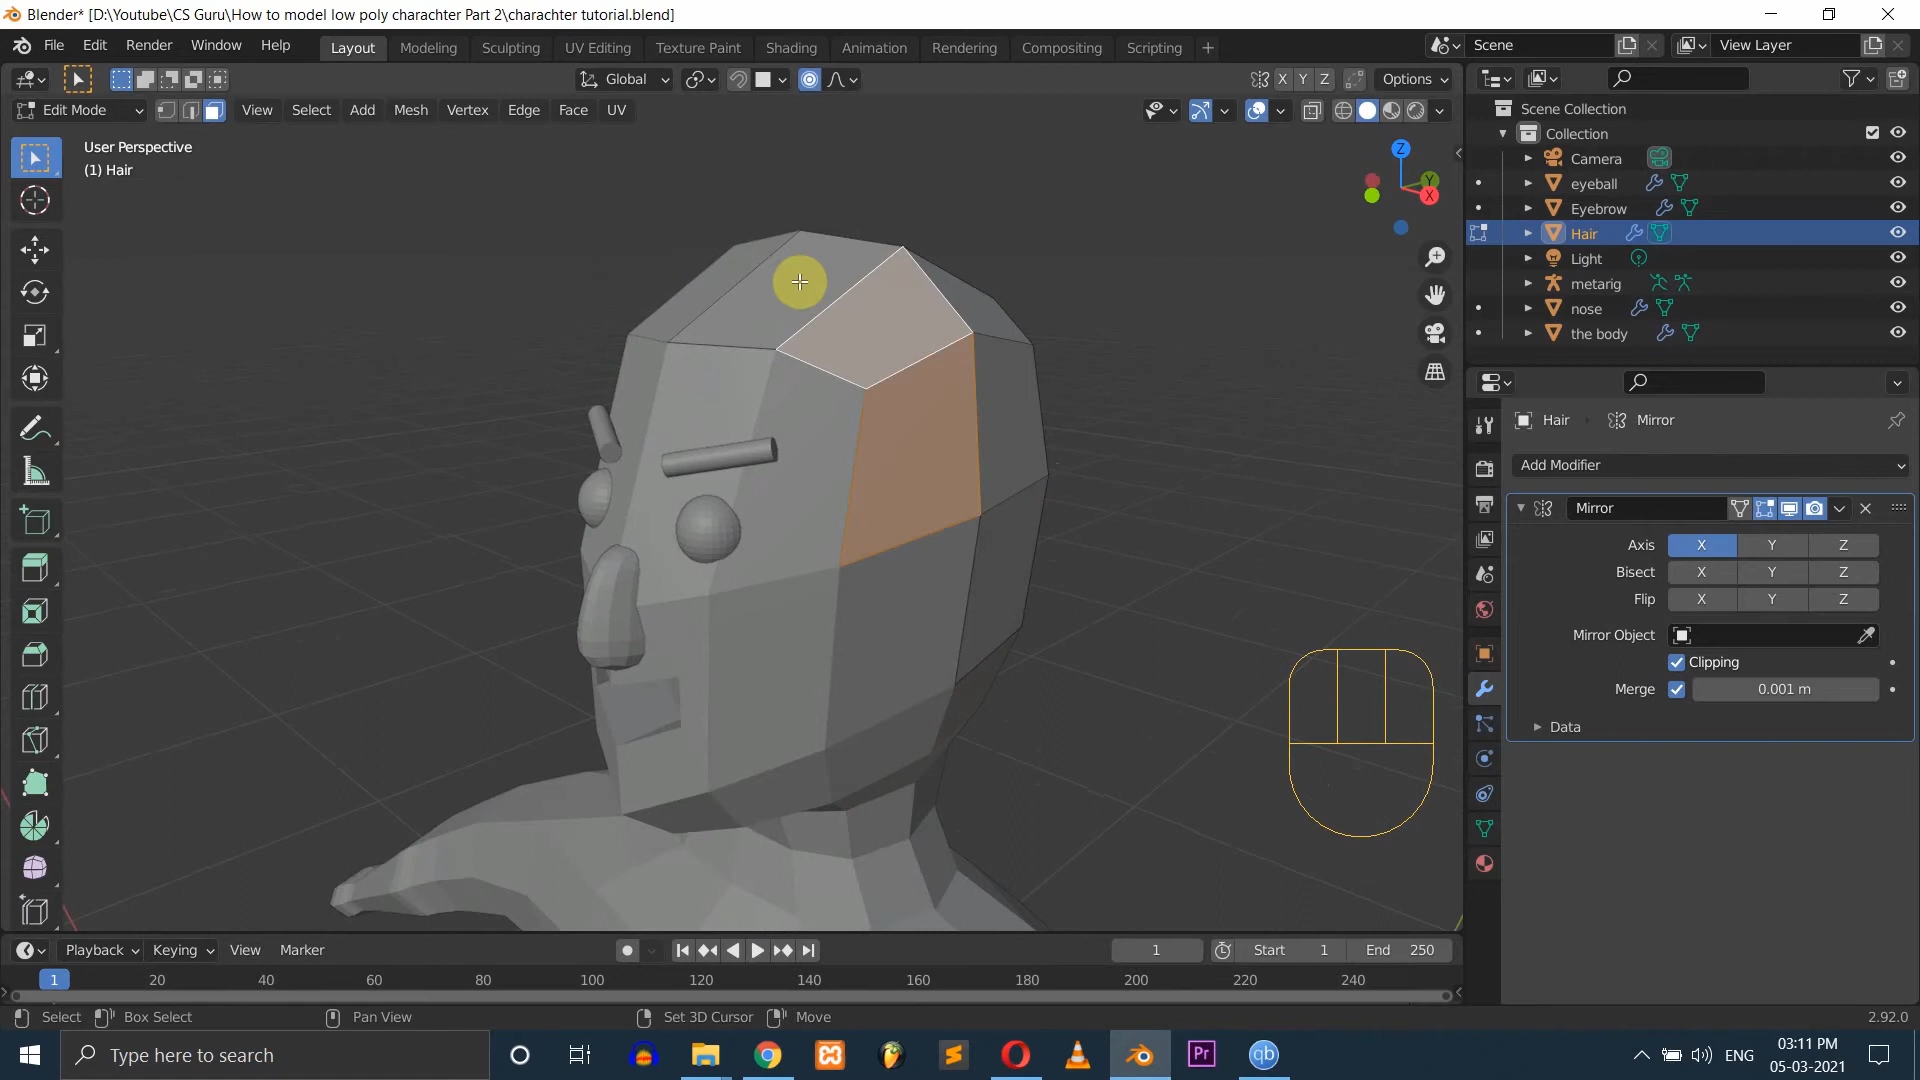 Blender* [D:\Youtube\CS Guru\How to model low poly charachter Part 2\charachter tutorial.blend]
File Edit Render Window Help Layout Modeling Sculpting UV Editing Texture Paint Shading Animation Rendering Compositing Scripting + Scene View Layer
Global X Y Z Options
Edit Mode View Select Add Mesh Vertex Edge Face UV
User Perspective
(1) Hair
Z
Y
X
Scene Collection
Collection
Camera
eyeball
Eyebrow
Hair
Light
metarig
nose
the body
Hair Mirror
Add Modifier
Mirror
Axis X Y Z
Bisect X Y Z
Flip X Y Z
Mirror Object
Clipping
Merge 0.001 m
Data
Playback Keying View Marker 1 Start 1 End 250
1 20 40 60 80 100 120 140 160 180 200 220 240
Select Box Select Pan View Set 3D Cursor Move 2.92.0
Type here to search
Pr
qb
ENG
03:11 PM
05-03-2021